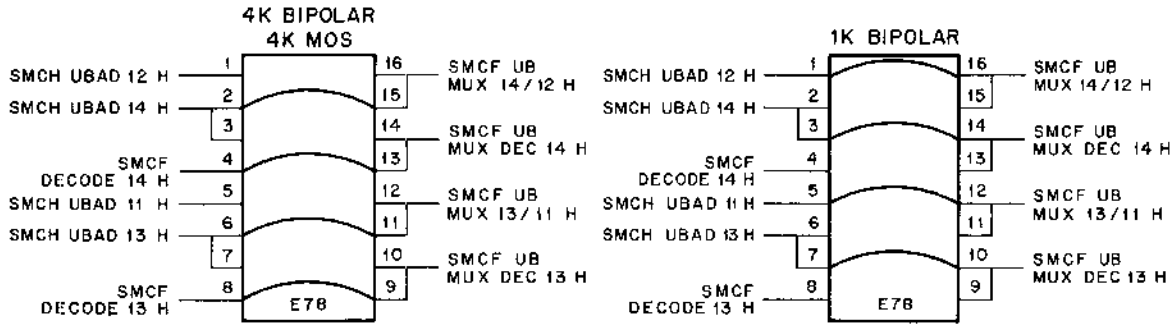 4K BIPOLAR
4K MOS
SMCH UBAD 12 H
SMCH UBAD 14 H
SMCF
DECODE 14 H
SMCH UBAD 11 H
SMCH UBAD 13 H
SMCF
DECODE 13 H
1
2
3
4
5
6
7
8
16
15
14
13
12
11
10
9
E78
SMCF UB
MUX 14/12 H
SMCF UB
MUX DEC 14 H
SMCF UB
MUX 13/11 H
SMCF UB
MUX DEC 13 H
1K BIPOLAR
SMCH UBAD 12 H
SMCH UBAD 14 H
SMCF
DECODE 14 H
SMCH UBAD 11 H
SMCH UBAD 13 H
SMCF
DECODE 13 H
1
2
3
4
5
6
7
8
16
15
14
13
12
11
10
9
E78
SMCF UB
MUX 14/12 H
SMCF UB
MUX DEC 14 H
SMCF UB
MUX 13/11 H
SMCF UB
MUX DEC 13 H